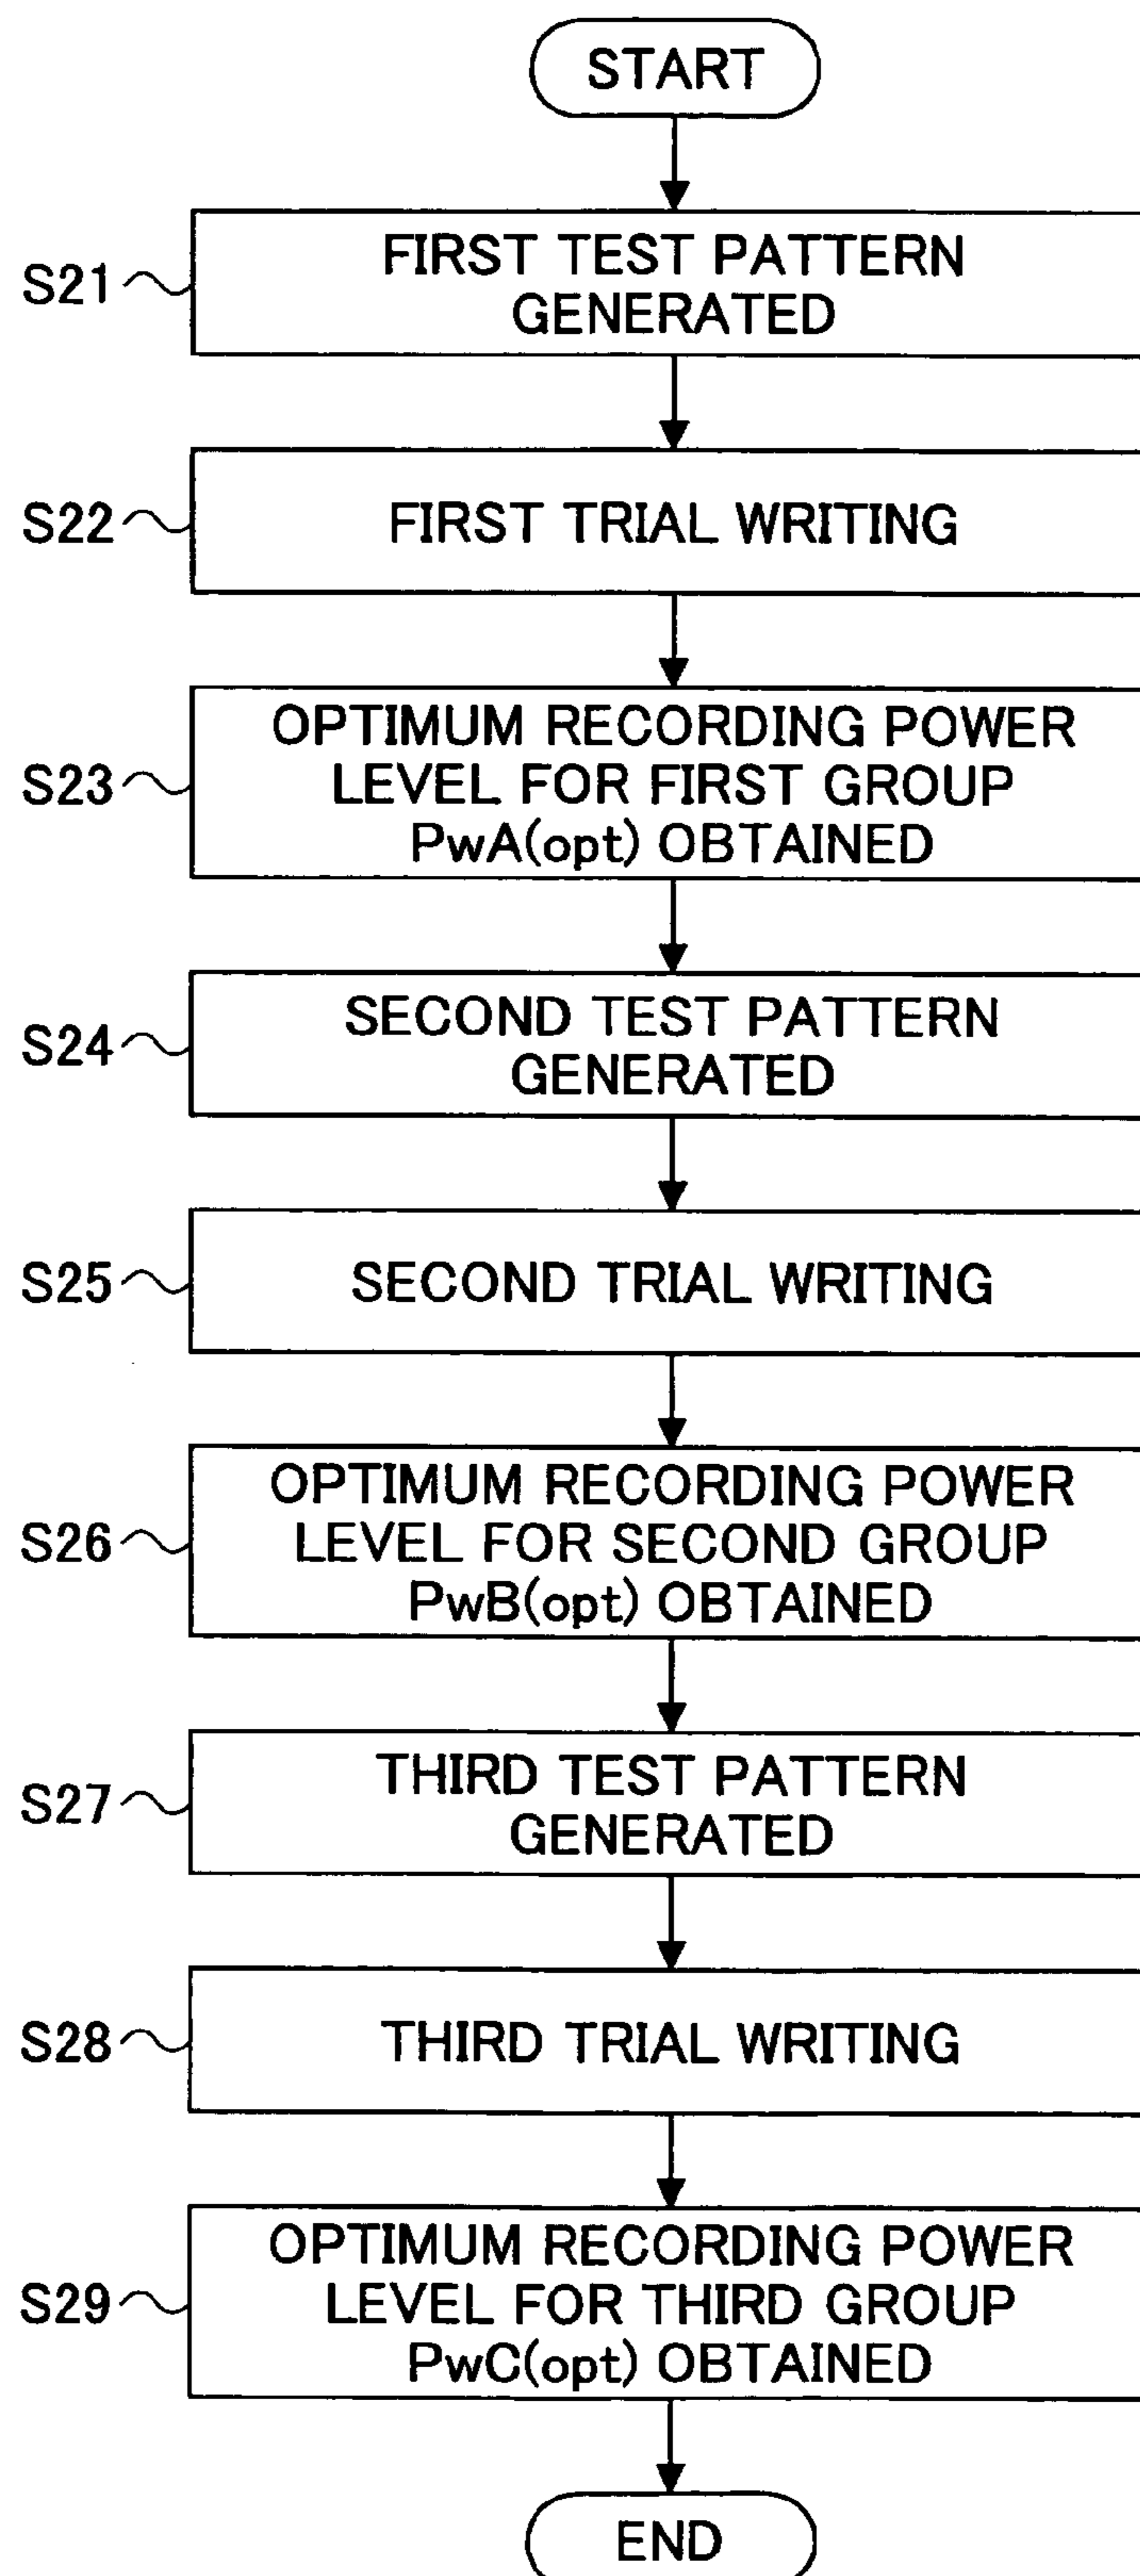 START
S21
FIRST TEST PATTERN
GENERATED
S22
FIRST TRIAL WRITING
S23
OPTIMUM RECORDING POWER
LEVEL FOR FIRST GROUP
PwA(opt) OBTAINED
S24
SECOND TEST PATTERN
GENERATED
S25
SECOND TRIAL WRITING
S26
OPTIMUM RECORDING POWER
LEVEL FOR SECOND GROUP
PwB(opt) OBTAINED
S27
THIRD TEST PATTERN
GENERATED
S28
THIRD TRIAL WRITING
S29
OPTIMUM RECORDING POWER
LEVEL FOR THIRD GROUP
PwC(opt) OBTAINED
END